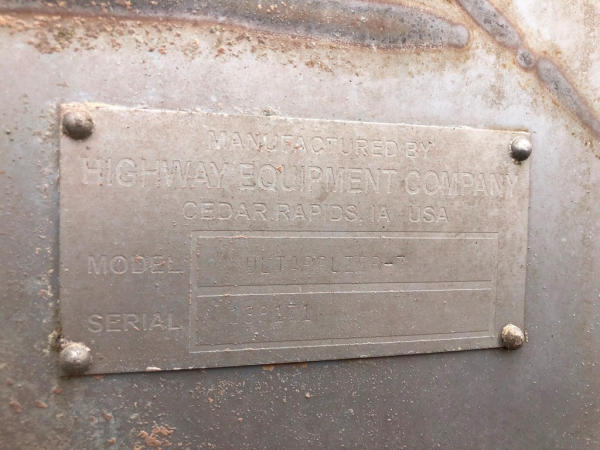 MANUFACTURED BY
HIGHWAY EQUIPMENT COMPANY
CEDAR RAPIDS, IA USA
MODEL
SERIAL